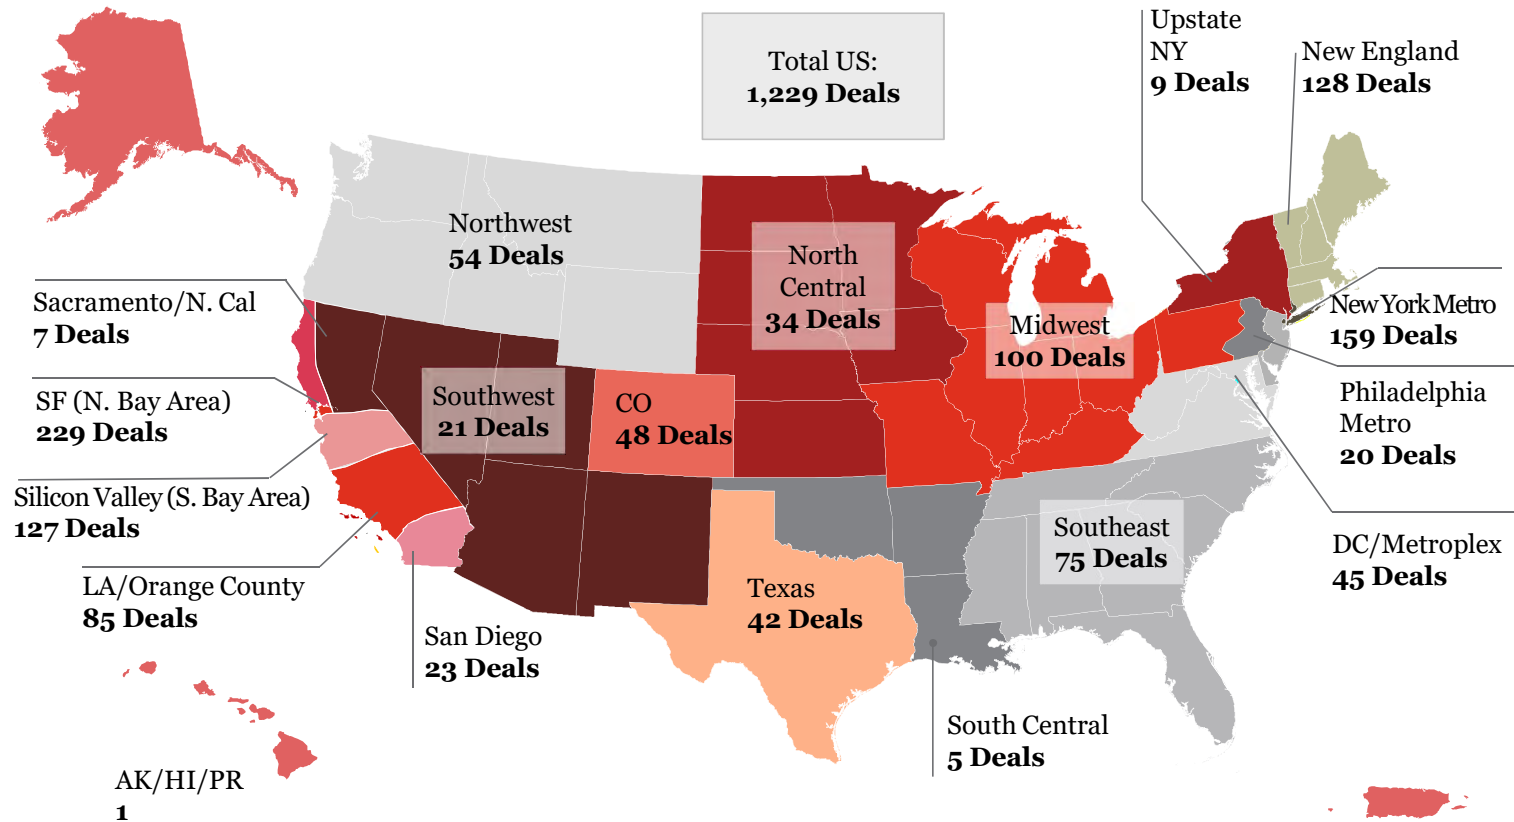 Total US:
1,229 Deals
Upstate
NY
9 Deals
New England
128 Deals
Northwest
54 Deals
North
Central
34 Deals
Sacramento/N. Cal
7 Deals
New York Metro
159 Deals
Midwest
100 Deals
SF (N. Bay Area)
229 Deals
Southwest
21 Deals
CO
48 Deals
Philadelphia
Metro
20 Deals
Silicon Valley (S. Bay Area)
127 Deals
Southeast
75 Deals
DC/Metroplex
45 Deals
LA/Orange County
85 Deals
Texas
42 Deals
San Diego
23 Deals
South Central
5 Deals
AK/HI/PR
1